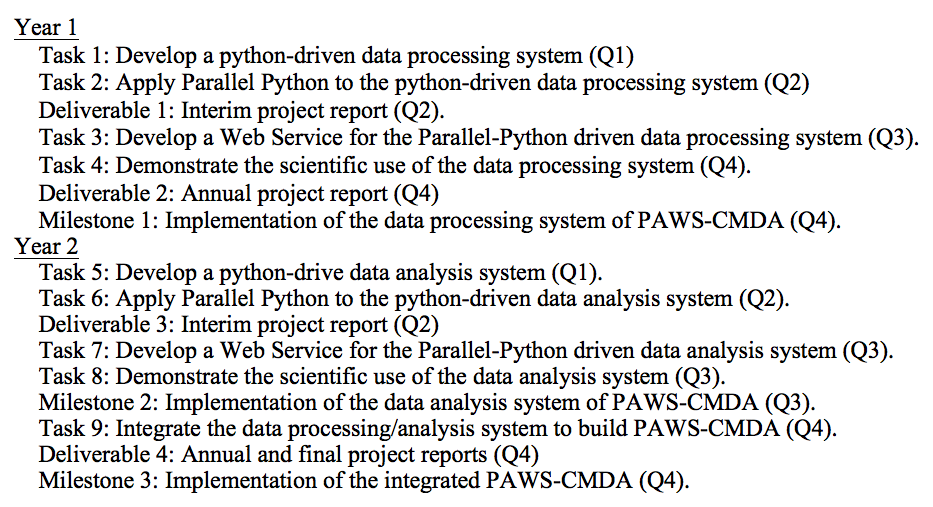 Year 1
Task 1: Develop a python-driven data processing system (Q1)
Task 2: Apply Parallel Python to the python-driven data processing system (Q2)
Deliverable 1: Interim project report (Q2).
Task 3: Develop a Web Service for the Parallel-Python driven data processing system (Q3).
Task 4: Demonstrate the scientific use of the data processing system (Q4).
Deliverable 2: Annual project report (Q4)
Milestone 1: Implementation of the data processing system of PAWS-CMDA (Q4).
Year 2
Task 5: Develop a python-drive data analysis system (Q1).
Task 6: Apply Parallel Python to the python-driven data analysis system (Q2).
Deliverable 3: Interim project report (Q2)
Task 7: Develop a Web Service for the Parallel-Python driven data analysis system (Q3).
Task 8: Demonstrate the scientific use of the data analysis system (Q3).
Milestone 2: Implementation of the data analysis system of PAWS-CMDA (Q3).
Task 9: Integrate the data processing/analysis system to build PAWS-CMDA (Q4).
Deliverable 4: Annual and final project reports (Q4)
Milestone 3: Implementation of the integrated PAWS-CMDA (Q4).